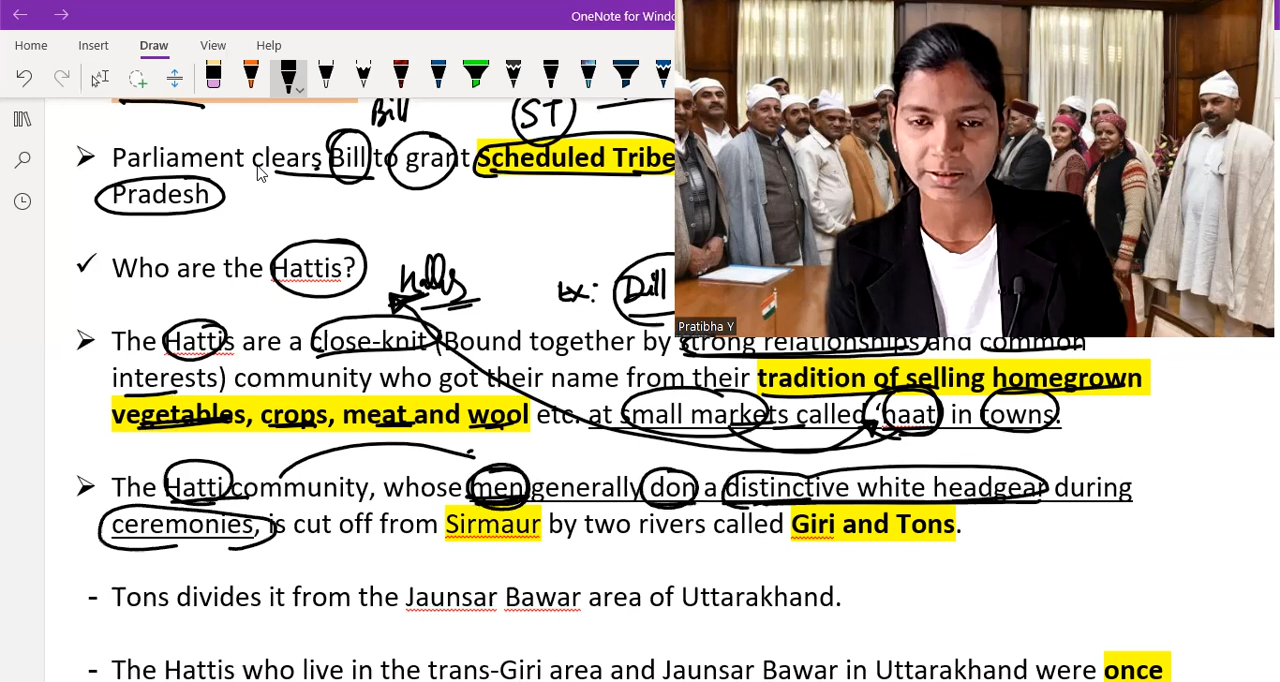 OneNote for Windo
Home Insert Draw View Help
Bill
ST
Parliament clears Bill to grant Scheduled Tribe
Pradesh
Who are the Hattis?
Ex:
Pratibha Y
The Hattis are a close-knit (Bound together by strong relationships and common
interests) community who got their name from their tradition of selling homegrown
vegetables, crops, meat and wool etc. at small markets called ‘haat’ in towns.
The Hatti community, whose men generally don a distinctive white headgear during
ceremonies, is cut off from Sirmaur by two rivers called Giri and Tons.
- Tons divides it from the Jaunsar Bawar area of Uttarakhand.
- The Hattis who live in the trans-Giri area and Jaunsar Bawar in Uttarakhand were once